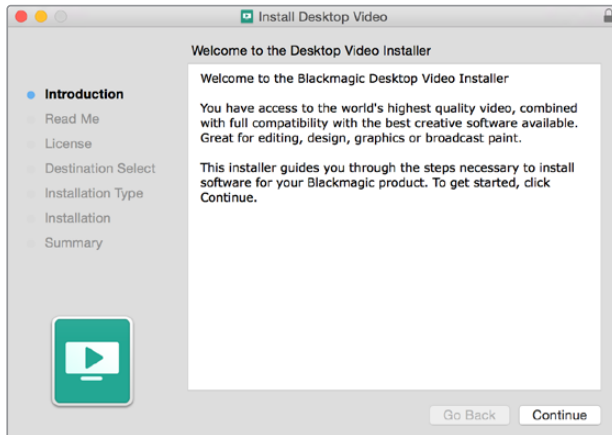 Install Desktop Video
Welcome to the Desktop Video Installer
Introduction
Read Me
License
Destination Select
Installation Type
Installation
Summary
Welcome to the Blackmagic Desktop Video Installer
You have access to the world's highest quality video, combined
with full compatibility with the best creative software available.
Great for editing, design, graphics or broadcast paint.
This installer guides you through the steps necessary to install
software for your Blackmagic product. To get started, click
Continue.
Go Back
Continue